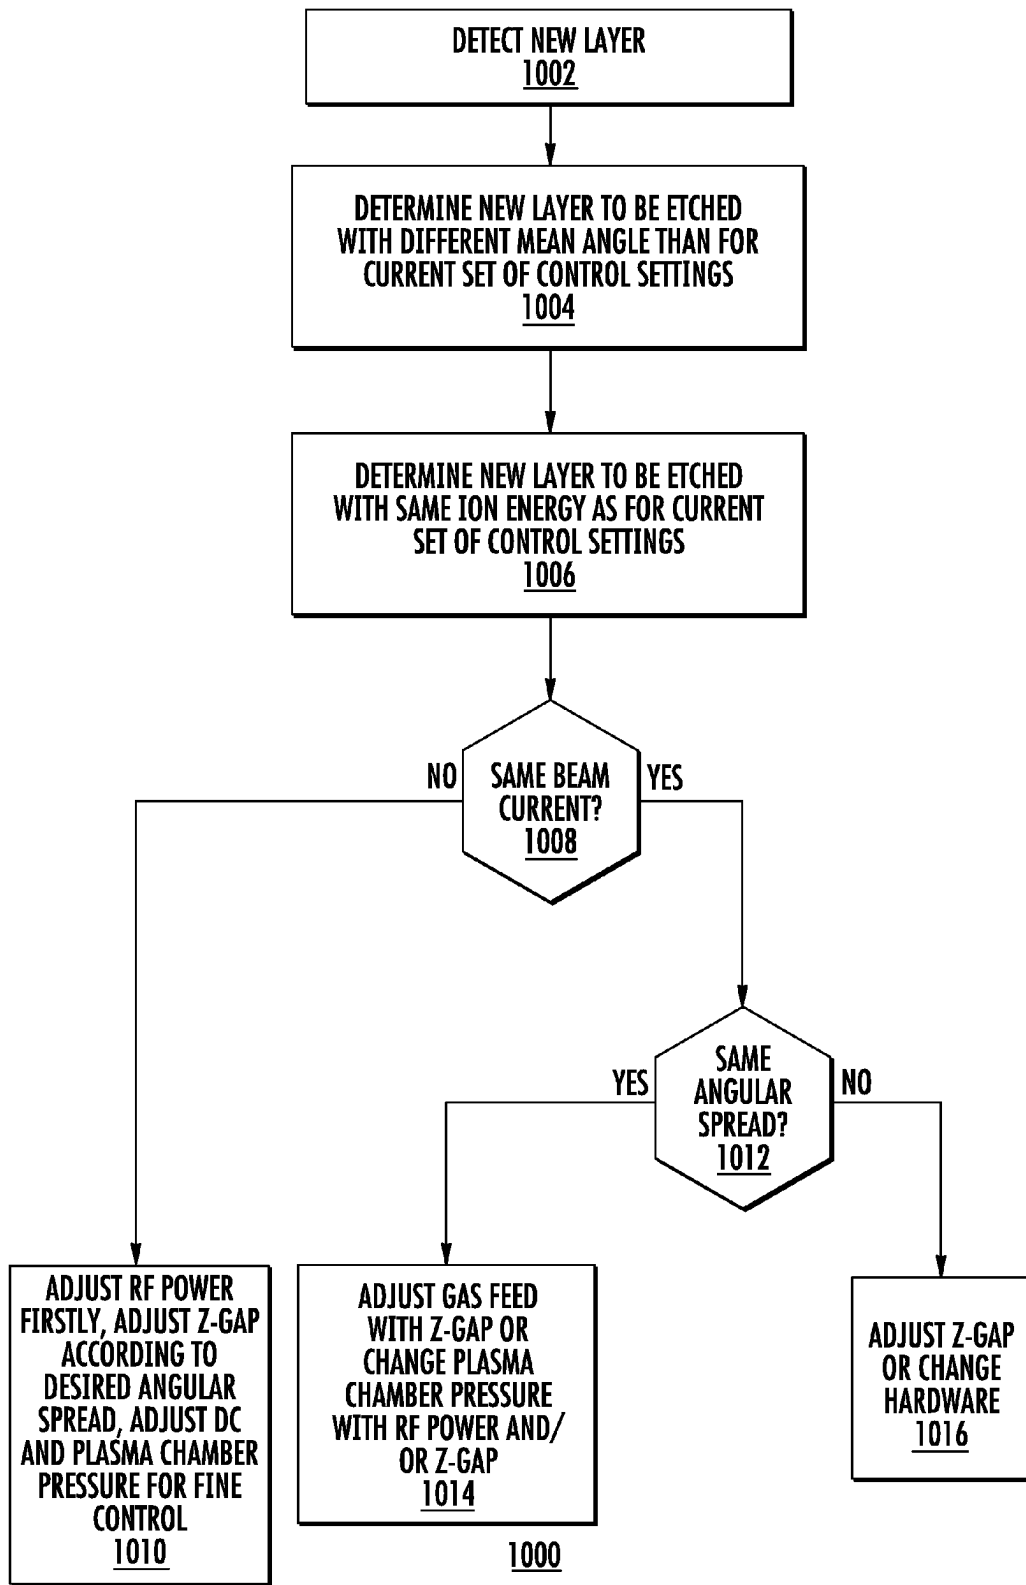 DETECT NEW LAYER
1002
DETERMINE NEW LAYER TO BE ETCHED
WITH DIFFERENT MEAN ANGLE THAN FOR
CURRENT SET OF CONTROL SETTINGS
1004
DETERMINE NEW LAYER TO BE ETCHED
WITH SAME ION ENERGY AS FOR CURRENT
SET OF CONTROL SETTINGS
1006
NO
SAME BEAM
CURRENT?
1008
YES
YES
SAME
ANGULAR
SPREAD?
1012
NO
ADJUST RF POWER
FIRSTLY, ADJUST Z-GAP
ACCORDING TO
DESIRED ANGULAR
SPREAD, ADJUST DC
AND PLASMA CHAMBER
PRESSURE FOR FINE
CONTROL
1010
ADJUST GAS FEED
WITH Z-GAP OR
CHANGE PLASMA
CHAMBER PRESSURE
WITH RF POWER AND/
OR Z-GAP
1014
ADJUST Z-GAP
OR CHANGE
HARDWARE
1016
1000